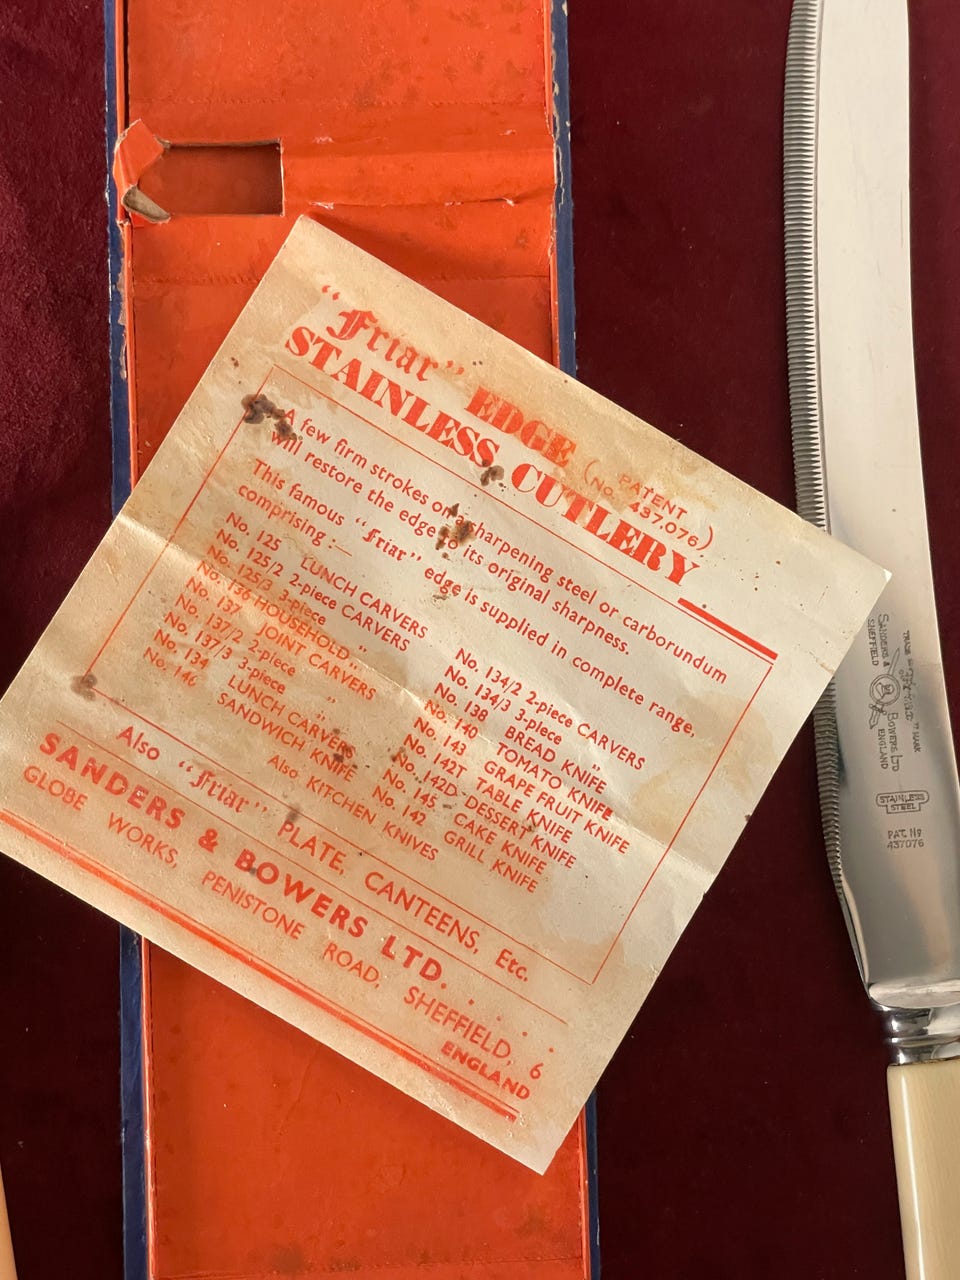 "Friar" EDGE
(PATENT
No. 437,076)
STAINLESS CUTLERY
A few firm strokes on a sharpening steel or carborundum
will restore the edge to its original sharpness.
This famous "Friar" edge is supplied in complete range,
comprising :—
No. 125 LUNCH CARVERS
No. 125/2 2-piece CARVERS
No. 125/3 3-piece "
No. 136 HOUSEHOLD "
No. 137 JOINT CARVERS
No. 137/2 2-piece "
No. 137/3 3-piece "
No. 134 LUNCH CARVERS
No. 146 SANDWICH KNIFE
No. 134/2 2-piece CARVERS
No. 134/3 3-piece "
No. 138 BREAD KNIFE
No. 140 TOMATO KNIFE
No. 143 GRAPE FRUIT KNIFE
No. 142T TABLE KNIFE
No. 142D DESSERT KNIFE
No. 145 CAKE KNIFE
No. 142 GRILL KNIFE
Also KITCHEN KNIVES
Also "Friar" PLATE, CANTEENS, Etc.
SANDERS & BOWERS LTD. . . .
GLOBE WORKS, PENISTONE ROAD, SHEFFIELD, 6
ENGLAND
TRADE "FRIAR" MARK
SANDERS & BOWERS LTD
SHEFFIELD ENGLAND
STAINLESS
STEEL
PAT. No
437076